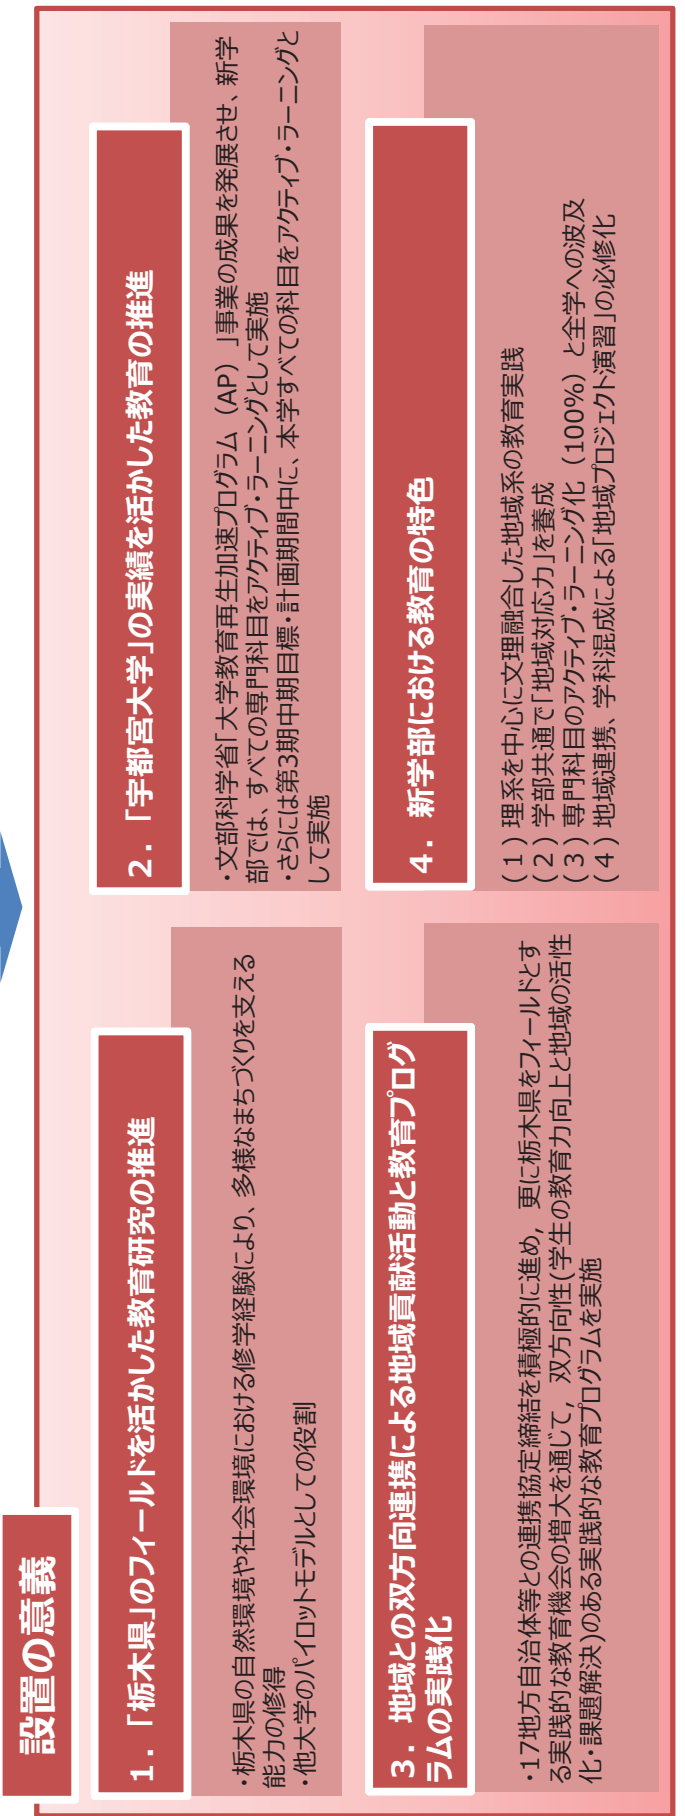 設置の意義
1．「栃木県」のフィールドを活かした教育研究の推進
・栃木県の自然環境や社会環境における修学経験により、多様なまちづくりを支える
能力の修得
・他大学のパイロットモデルとしての役割
2．「宇都宮大学」の実績を活かした教育の推進
・文部科学省「大学教育再生加速プログラム（AP）」事業の成果を発展させ、新学
部では、すべての専門科目をアクティブ・ラーニングとして実施
・さらには第3期中期目標・計画期間中に、本学すべての科目をアクティブ・ラーニングと
して実施
3．地域との双方向連携による地域貢献活動と教育プログ
ラムの実践化
・17地方自治体等との連携協定締結を積極的に進め，更に栃木県をフィールドとす
る実践的な教育機会の増大を通じて，双方向性(学生の教育力向上と地域の活性
化・課題解決)のある実践的な教育プログラムを実施
4．新学部における教育の特色
（1）理系を中心に文理融合した地域系の教育実践
（2）学部共通で「地域対応力」を養成
（3）専門科目のアクティブ・ラーニング化（100%）と全学への波及
（4）地域連携、学科混成による「地域プロジェクト演習」の必修化